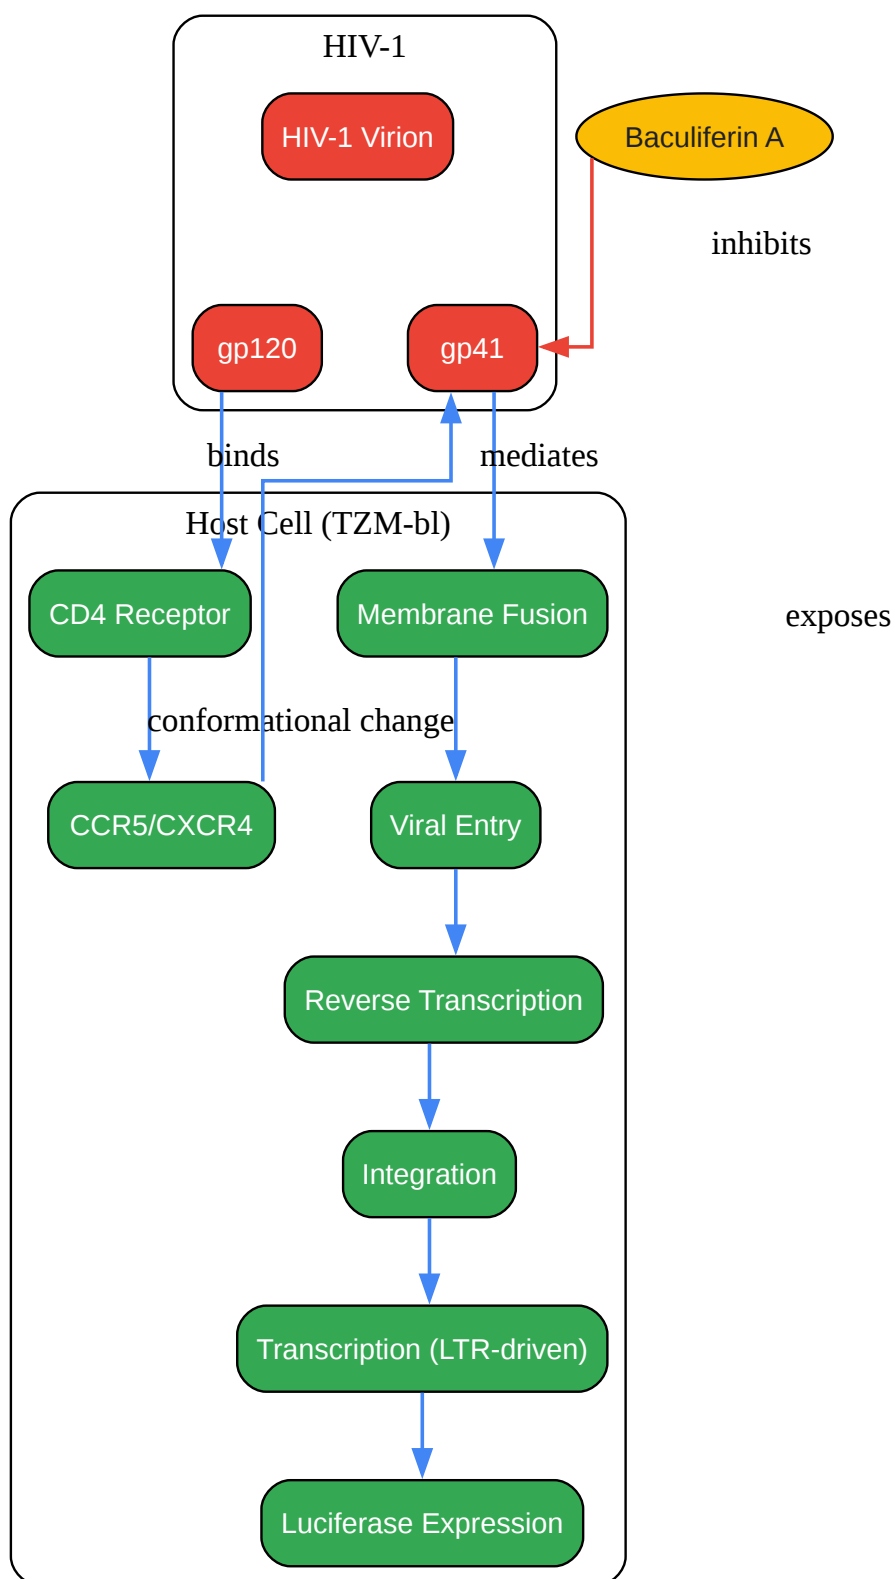 HIV-1
HIV-1 Virion
Baculiferin A
inhibits
gp120
gp41
binds
mediates
Host Cell (TZM-bl)
CD4 Receptor
Membrane Fusion
exposes
conformational change
CCR5/CXCR4
Viral Entry
Reverse Transcription
Integration
Transcription (LTR-driven)
Luciferase Expression